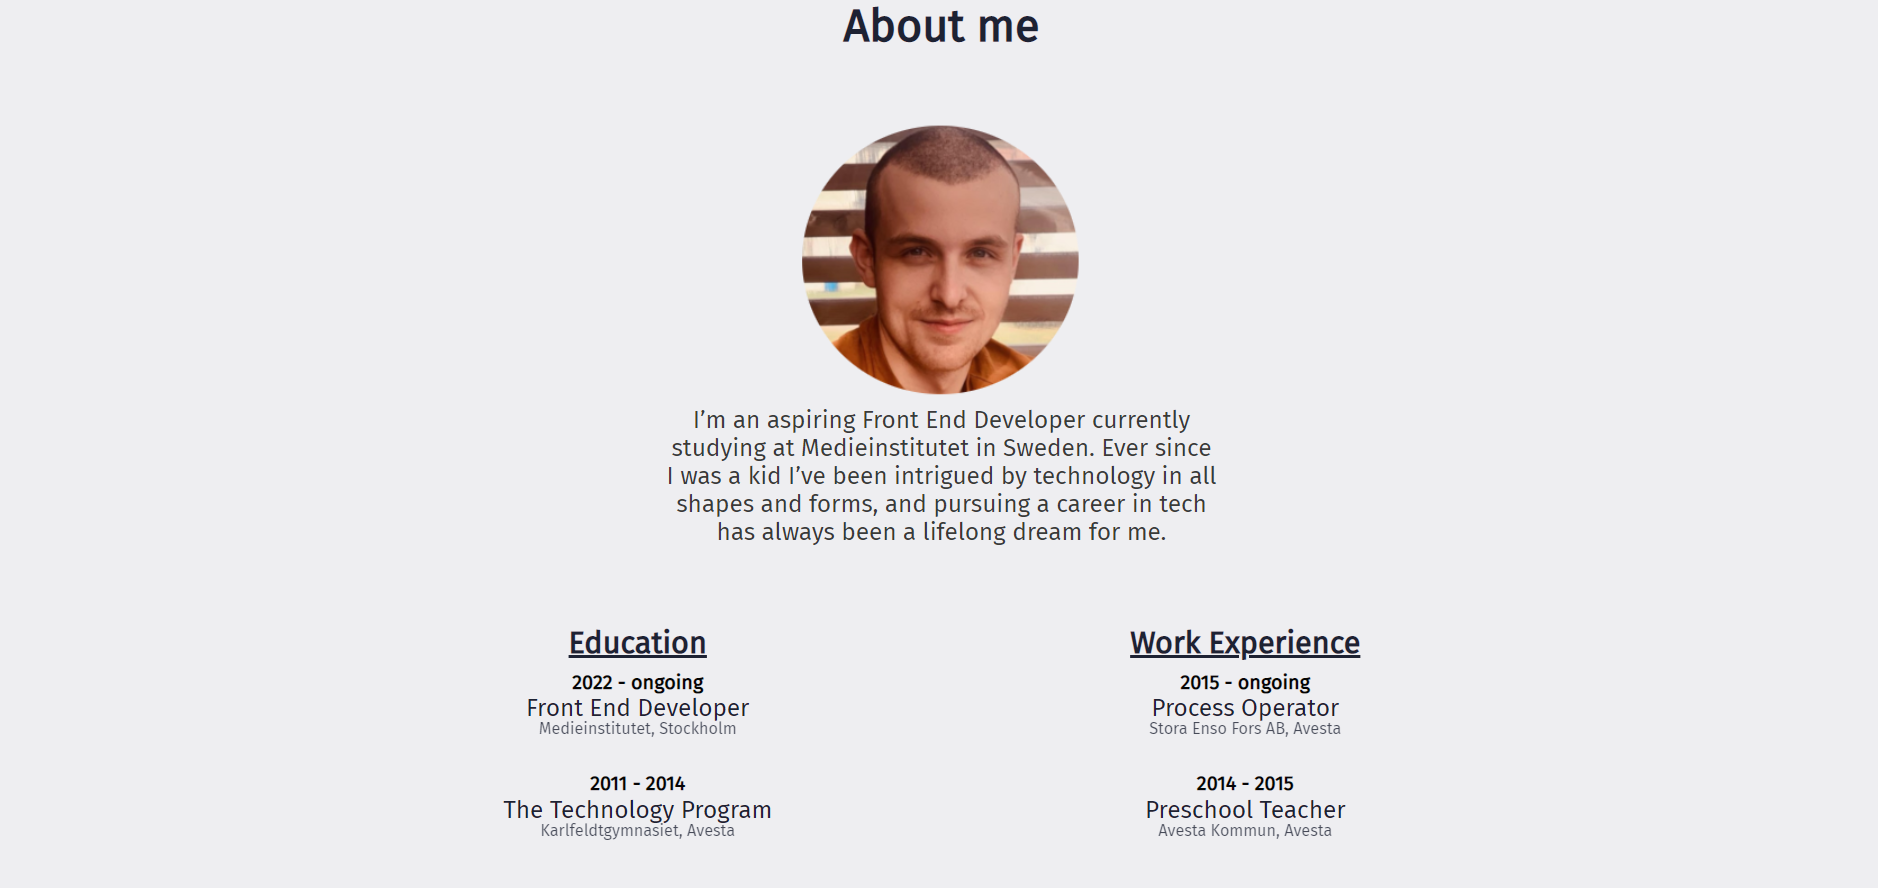 About me
I’m an aspiring Front End Developer currently
studying at Medieinstitutet in Sweden. Ever since
I was a kid I’ve been intrigued by technology in all
shapes and forms, and pursuing a career in tech
has always been a lifelong dream for me.
Education
2022 - ongoing
Front End Developer
Medieinstitutet, Stockholm
2011 - 2014
The Technology Program
Karlfeldtgymnasiet, Avesta
Work Experience
2015 - ongoing
Process Operator
Stora Enso Fors AB, Avesta
2014 - 2015
Preschool Teacher
Avesta Kommun, Avesta